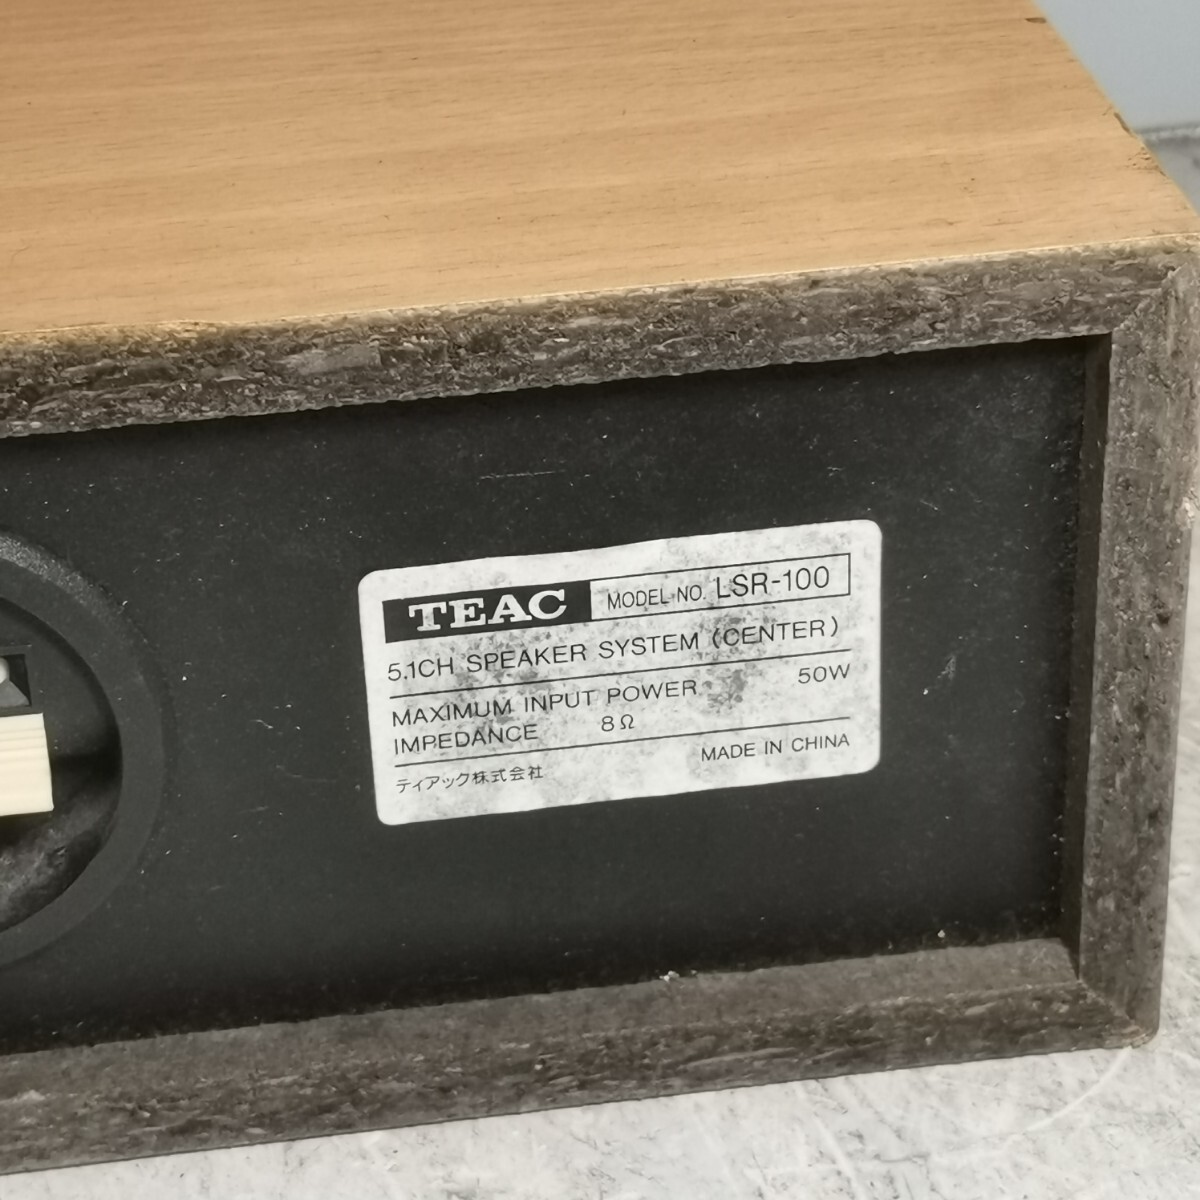 TEAC MODEL NO. LSR-100
5.1CH SPEAKER SYSTEM (CENTER)
MAXIMUM INPUT POWER 50W
IMPEDANCE 8Ω
ティアック株式会社 MADE IN CHINA